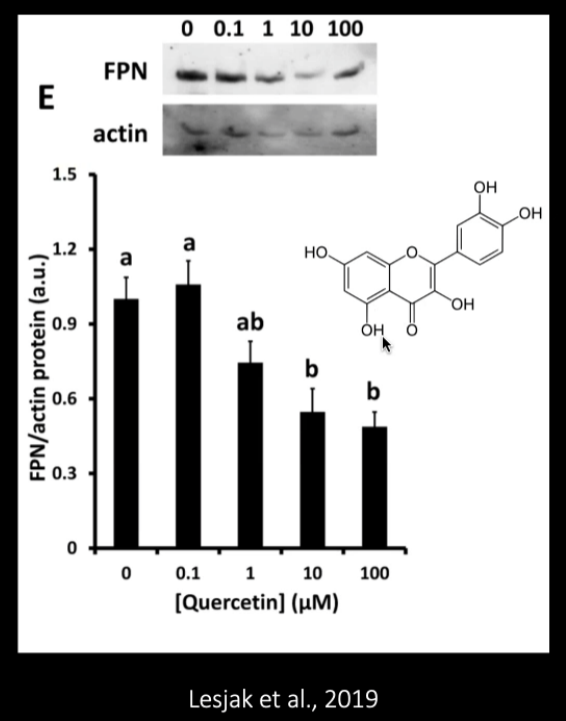 0 0.1 1 10 100
FPN
E
actin
1.5
1.2
0.9
0.6
0.3
0
FPN/actin protein (a.u.)
a
a
ab
b
b
OH
OH
HO
O
OH
OH
O
0 0.1 1 10 100
[Quercetin] (μM)
Lesjak et al., 2019